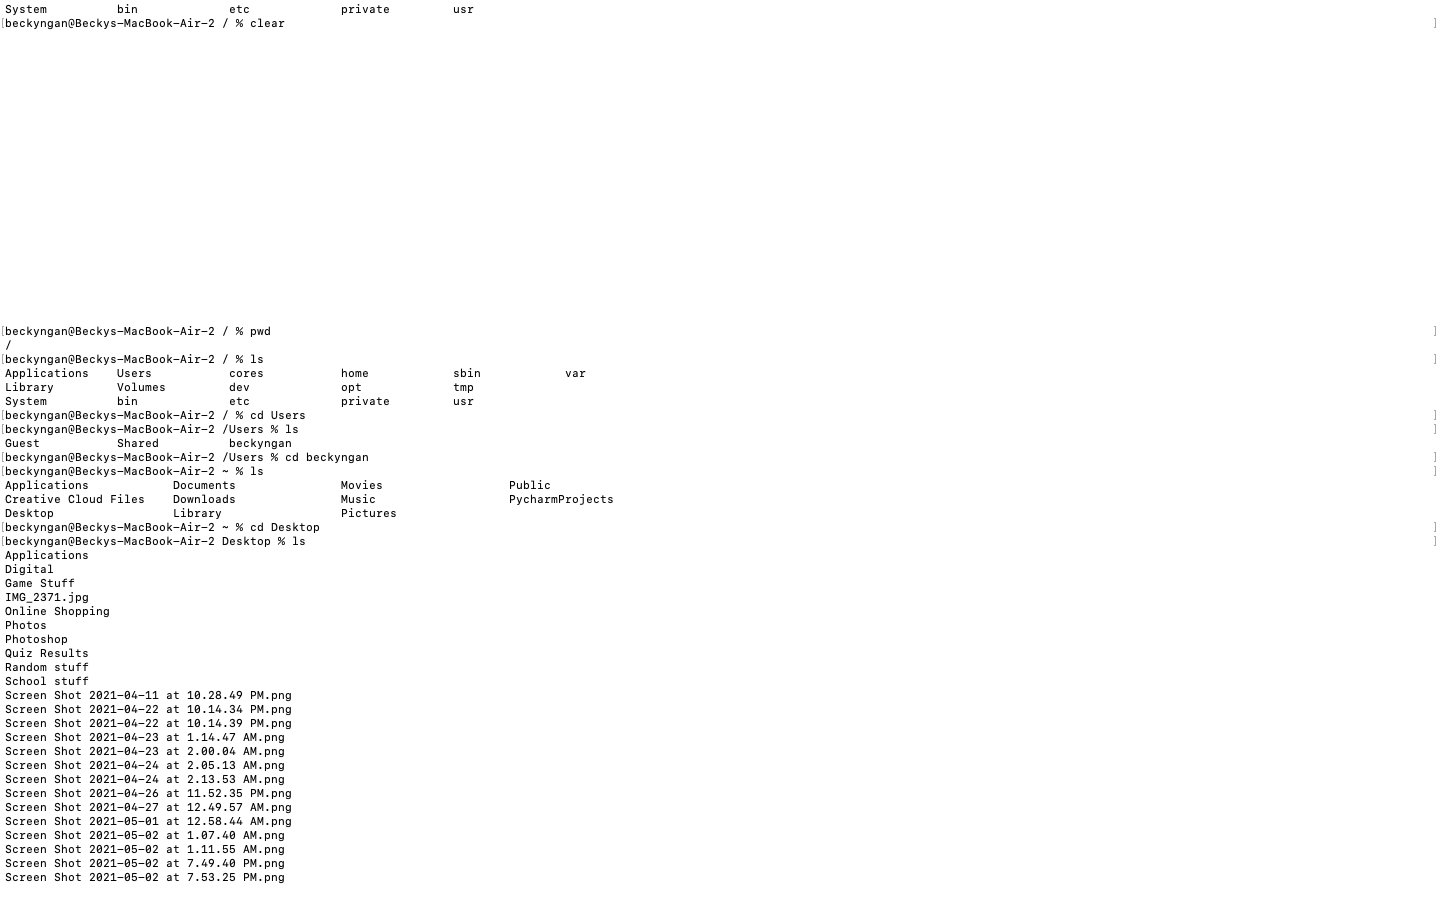 System bin etc private usr
[beckyngan@Beckys-MacBook-Air-2 / % clear ]
[beckyngan@Beckys-MacBook-Air-2 / % pwd ]
/
[beckyngan@Beckys-MacBook-Air-2 / % ls ]
Applications Users cores home sbin var
Library Volumes dev opt tmp
System bin etc private usr
[beckyngan@Beckys-MacBook-Air-2 / % cd Users ]
[beckyngan@Beckys-MacBook-Air-2 /Users % ls ]
Guest Shared beckyngan
[beckyngan@Beckys-MacBook-Air-2 /Users % cd beckyngan ]
[beckyngan@Beckys-MacBook-Air-2 ~ % ls ]
Applications Documents Movies Public
Creative Cloud Files Downloads Music PycharmProjects
Desktop Library Pictures
[beckyngan@Beckys-MacBook-Air-2 ~ % cd Desktop ]
[beckyngan@Beckys-MacBook-Air-2 Desktop % ls ]
Applications
Digital
Game Stuff
IMG_2371.jpg
Online Shopping
Photos
Photoshop
Quiz Results
Random stuff
School stuff
Screen Shot 2021-04-11 at 10.28.49 PM.png
Screen Shot 2021-04-22 at 10.14.34 PM.png
Screen Shot 2021-04-22 at 10.14.39 PM.png
Screen Shot 2021-04-23 at 1.14.47 AM.png
Screen Shot 2021-04-23 at 2.00.04 AM.png
Screen Shot 2021-04-24 at 2.05.13 AM.png
Screen Shot 2021-04-24 at 2.13.53 AM.png
Screen Shot 2021-04-26 at 11.52.35 PM.png
Screen Shot 2021-04-27 at 12.49.57 AM.png
Screen Shot 2021-05-01 at 12.58.44 AM.png
Screen Shot 2021-05-02 at 1.07.40 AM.png
Screen Shot 2021-05-02 at 1.11.55 AM.png
Screen Shot 2021-05-02 at 7.49.40 PM.png
Screen Shot 2021-05-02 at 7.53.25 PM.png